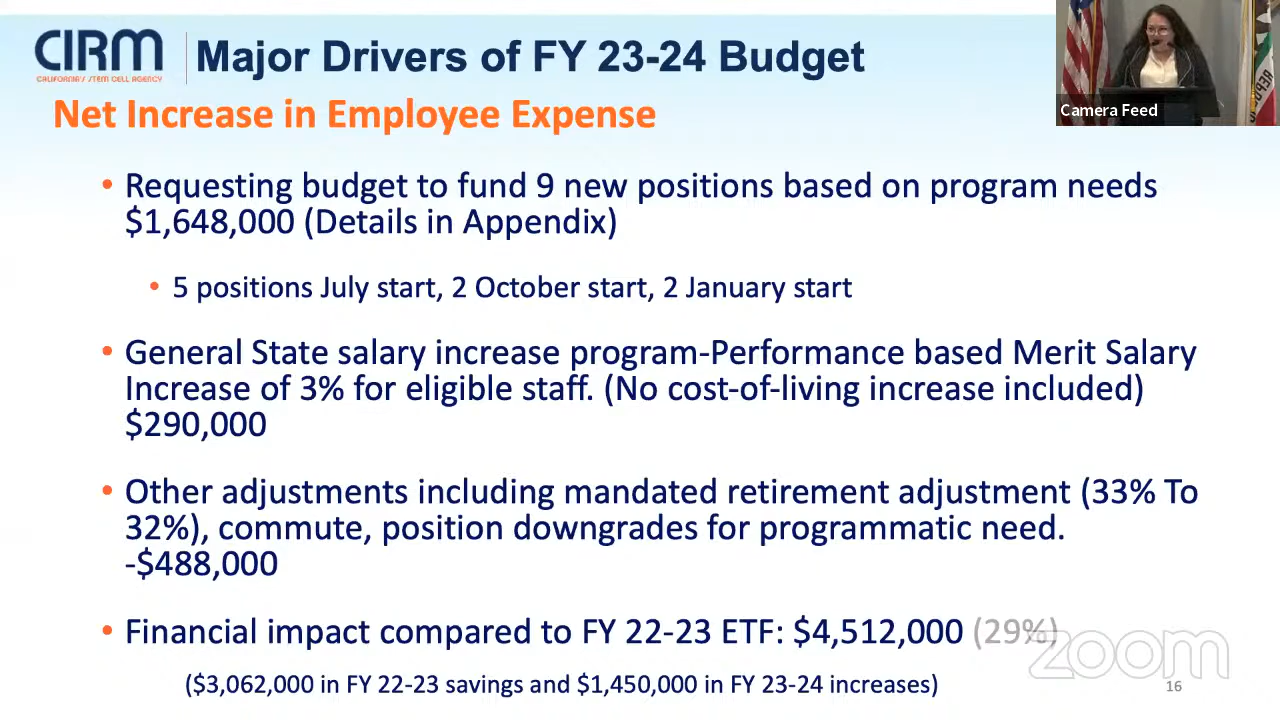 CIRM
CALIFORNIA'S STEM CELL AGENCY
Major Drivers of FY 23-24 Budget
Net Increase in Employee Expense
Camera Feed
• Requesting budget to fund 9 new positions based on program needs
$1,648,000 (Details in Appendix)
• 5 positions July start, 2 October start, 2 January start
• General State salary increase program-Performance based Merit Salary
Increase of 3% for eligible staff. (No cost-of-living increase included)
$290,000
• Other adjustments including mandated retirement adjustment (33% To
32%), commute, position downgrades for programmatic need.
-$488,000
• Financial impact compared to FY 22-23 ETF: $4,512,000 (29%)
($3,062,000 in FY 22-23 savings and $1,450,000 in FY 23-24 increases)
zoom
16